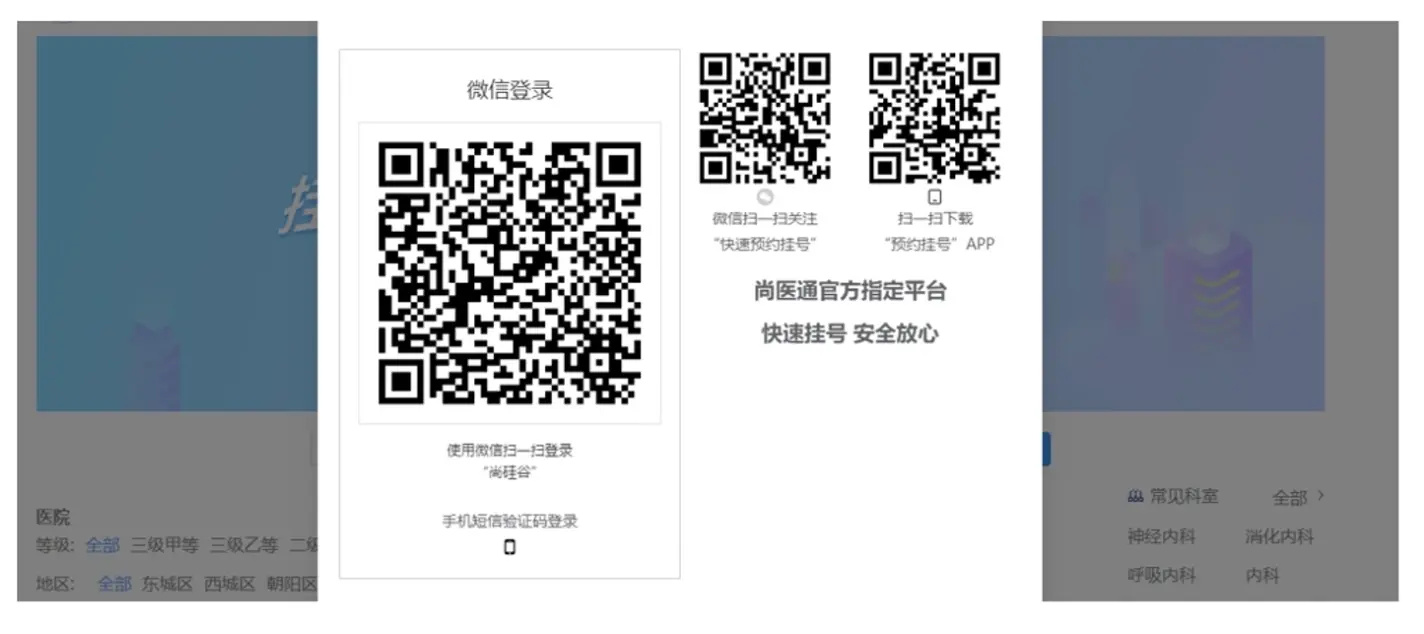 微信登录
使用微信扫一扫登录
“尚硅谷”
手机短信验证码登录
微信扫一扫关注
“快速预约挂号”
扫一扫下载
“预约挂号”APP
尚医通官方指定平台
快速挂号 安全放心
医院
等级: 全部 三级甲等 三级乙等 二级
地区: 全部 东城区 西城区 朝阳区
常见科室 全部
神经内科 消化内科
呼吸内科 内科